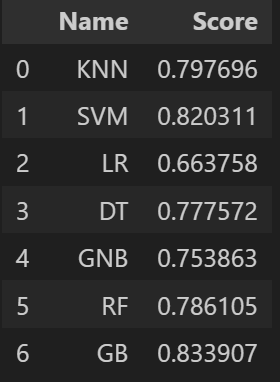 Name Score
0 KNN 0.797696
1 SVM 0.820311
2 LR 0.663758
3 DT 0.777572
4 GNB 0.753863
5 RF 0.786105
6 GB 0.833907